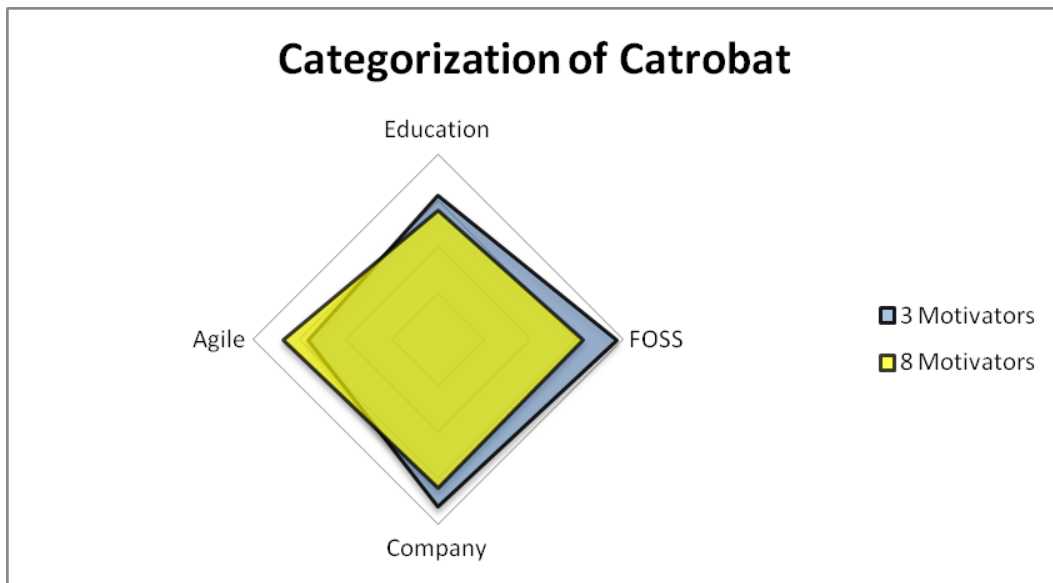 Categorization of Catrobat
Education
Agile
FOSS
Company
3 Motivators
8 Motivators